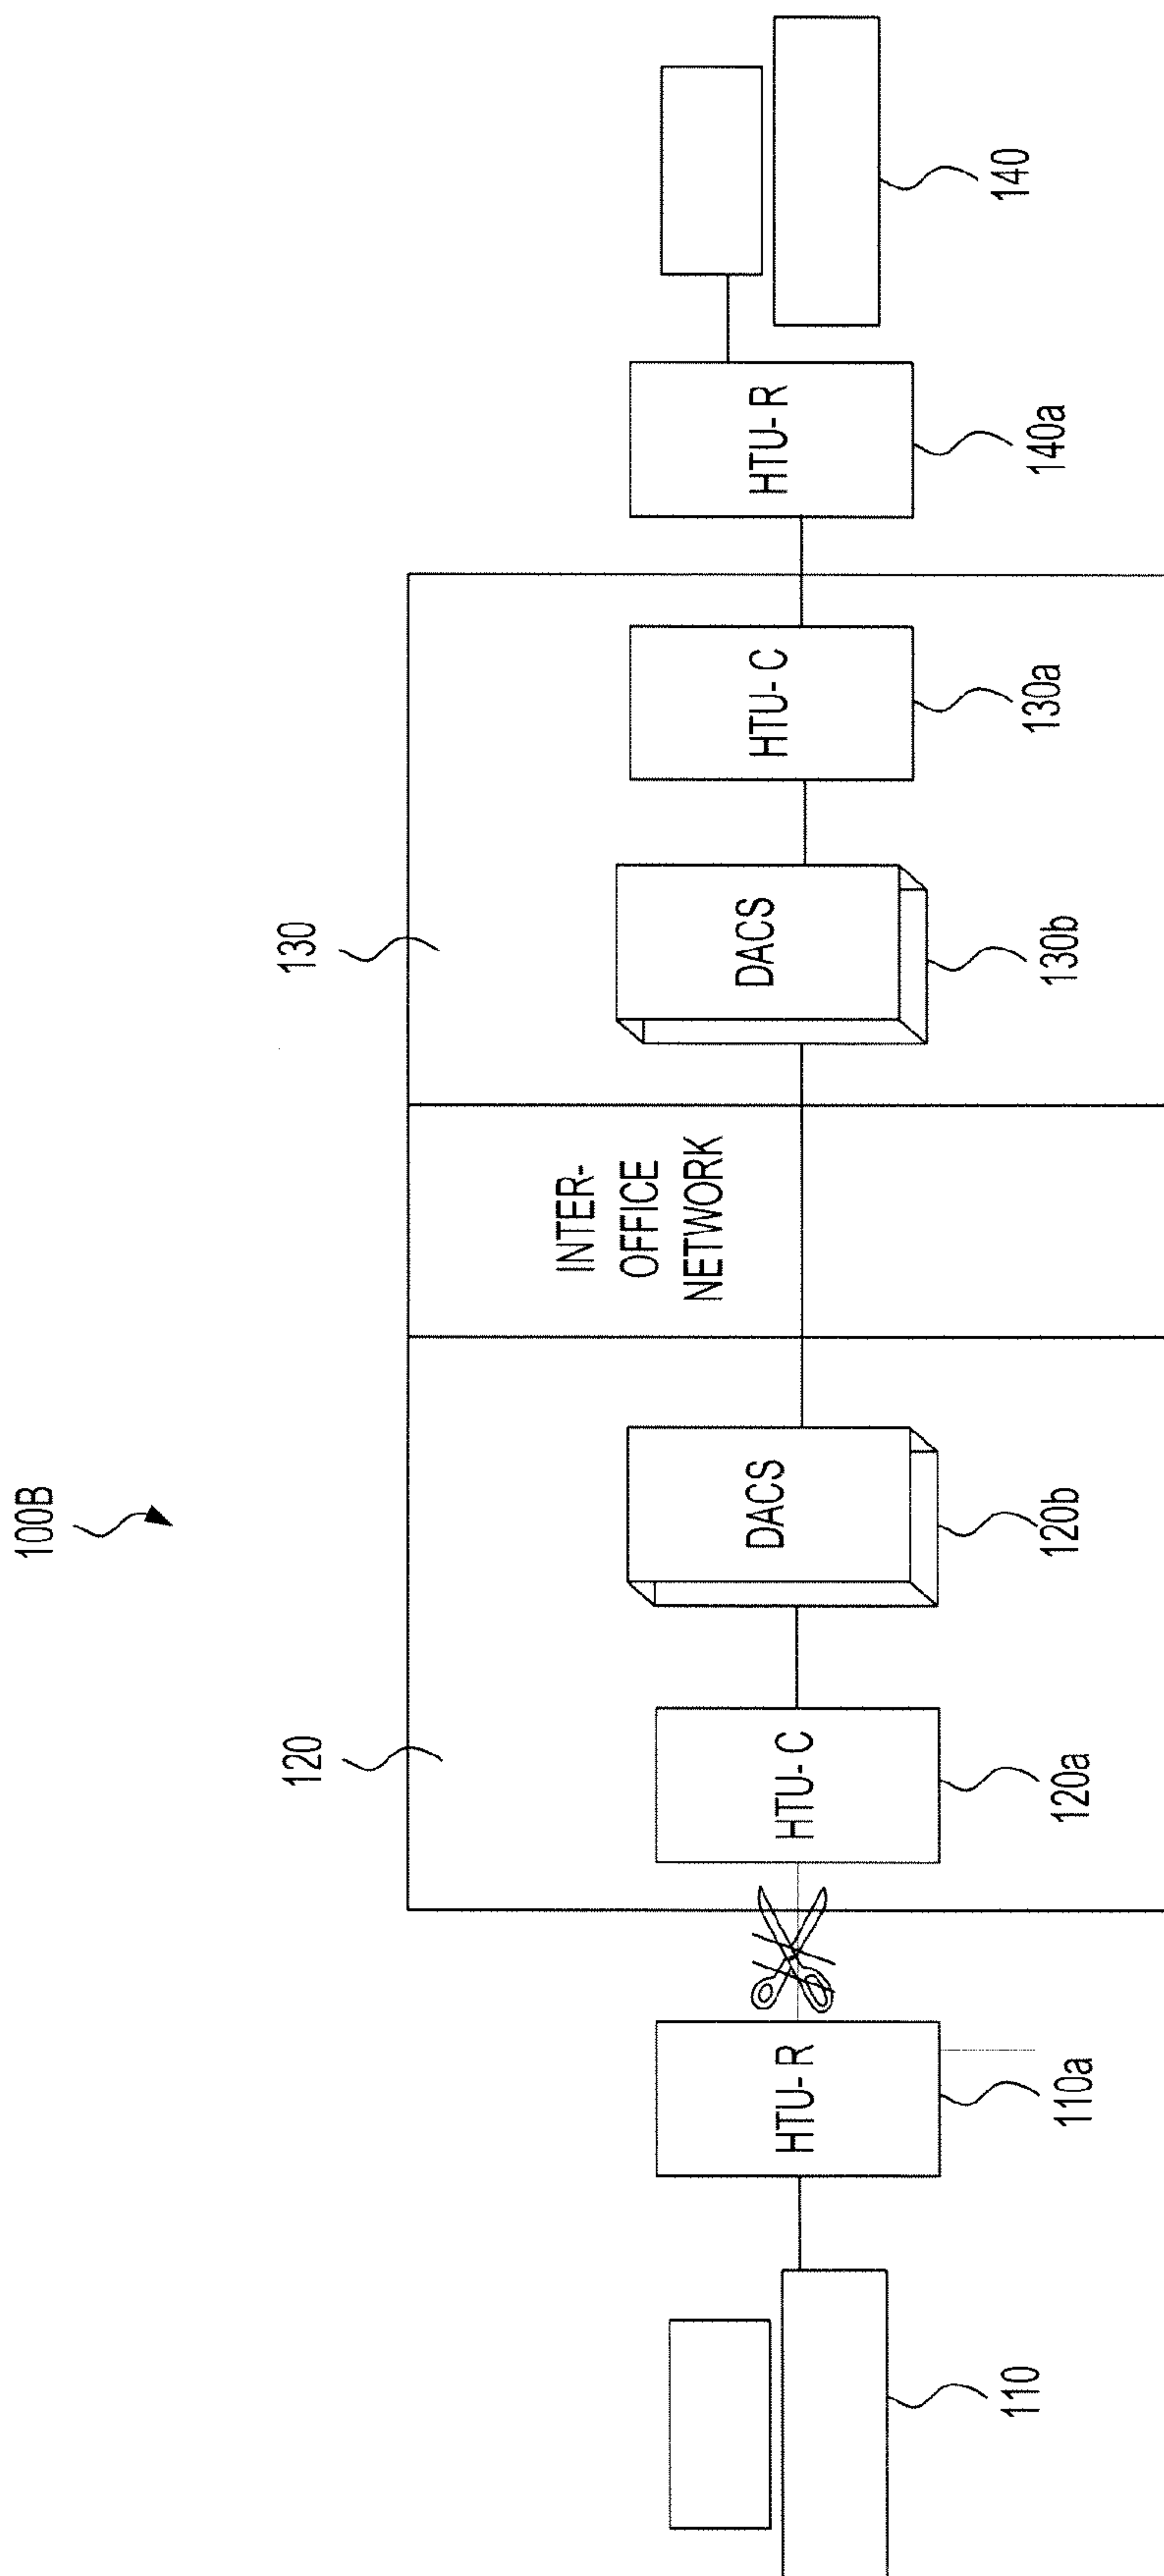 100B
120
130
INTER-
OFFICE
NETWORK
HTU- R
HTU- C
DACS
DACS
HTU- C
HTU- R
110
110a
120a
120b
130b
130a
140a
140